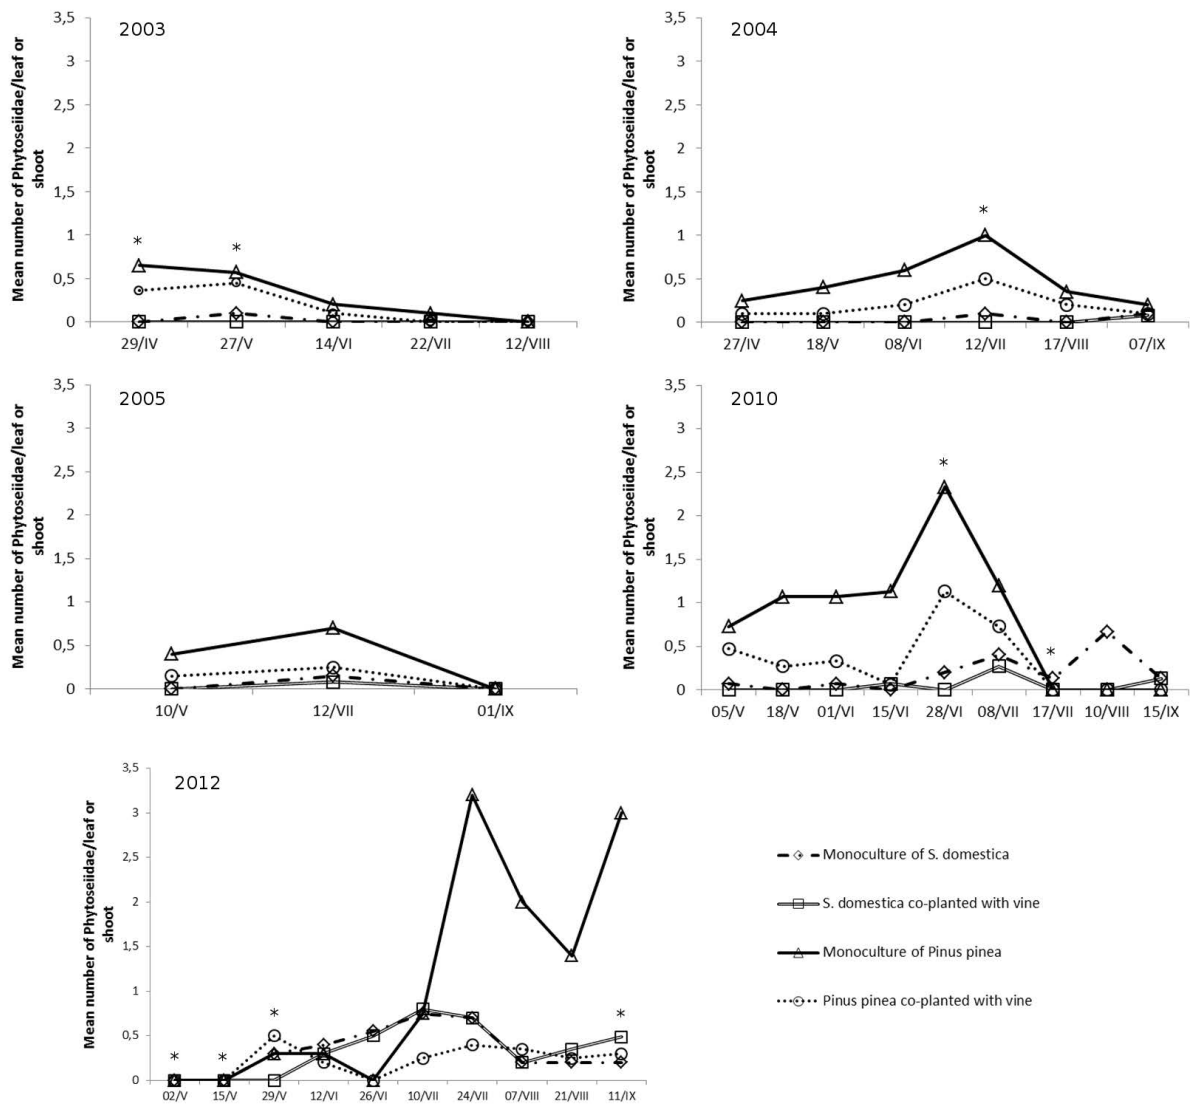 2003
Mean number of Phytoseiidae/leaf or
shoot
3,5
3
2,5
2
1,5
1
0,5
0
* *
29/IV 27/V 14/VI 22/VII 12/VIII
2004
Mean number of Phytoseiidae/leaf or
shoot
3,5
3
2,5
2
1,5
1
0,5
0
*
27/IV 18/V 08/VI 12/VII 17/VIII 07/IX
2005
Mean number of Phytoseiidae/leaf or
shoot
3,5
3
2,5
2
1,5
1
0,5
0
10/V 12/VII 01/IX
2010
Mean number of Phytoseiidae/leaf or
shoot
3,5
3
2,5
2
1,5
1
0,5
0
*
*
05/V 18/V 01/VI 15/VI 28/VI 08/VII 17/VII 10/VIII 15/IX
2012
Mean number of Phytoseiidae/leaf or
shoot
3,5
3
2,5
2
1,5
1
0,5
0
* * * *
02/V 15/V 29/V 12/VI 26/VI 10/VII 24/VII 07/VIII 21/VIII 11/IX
Monoculture of S. domestica
S. domestica co-planted with vine
Monoculture of Pinus pinea
Pinus pinea co-planted with vine